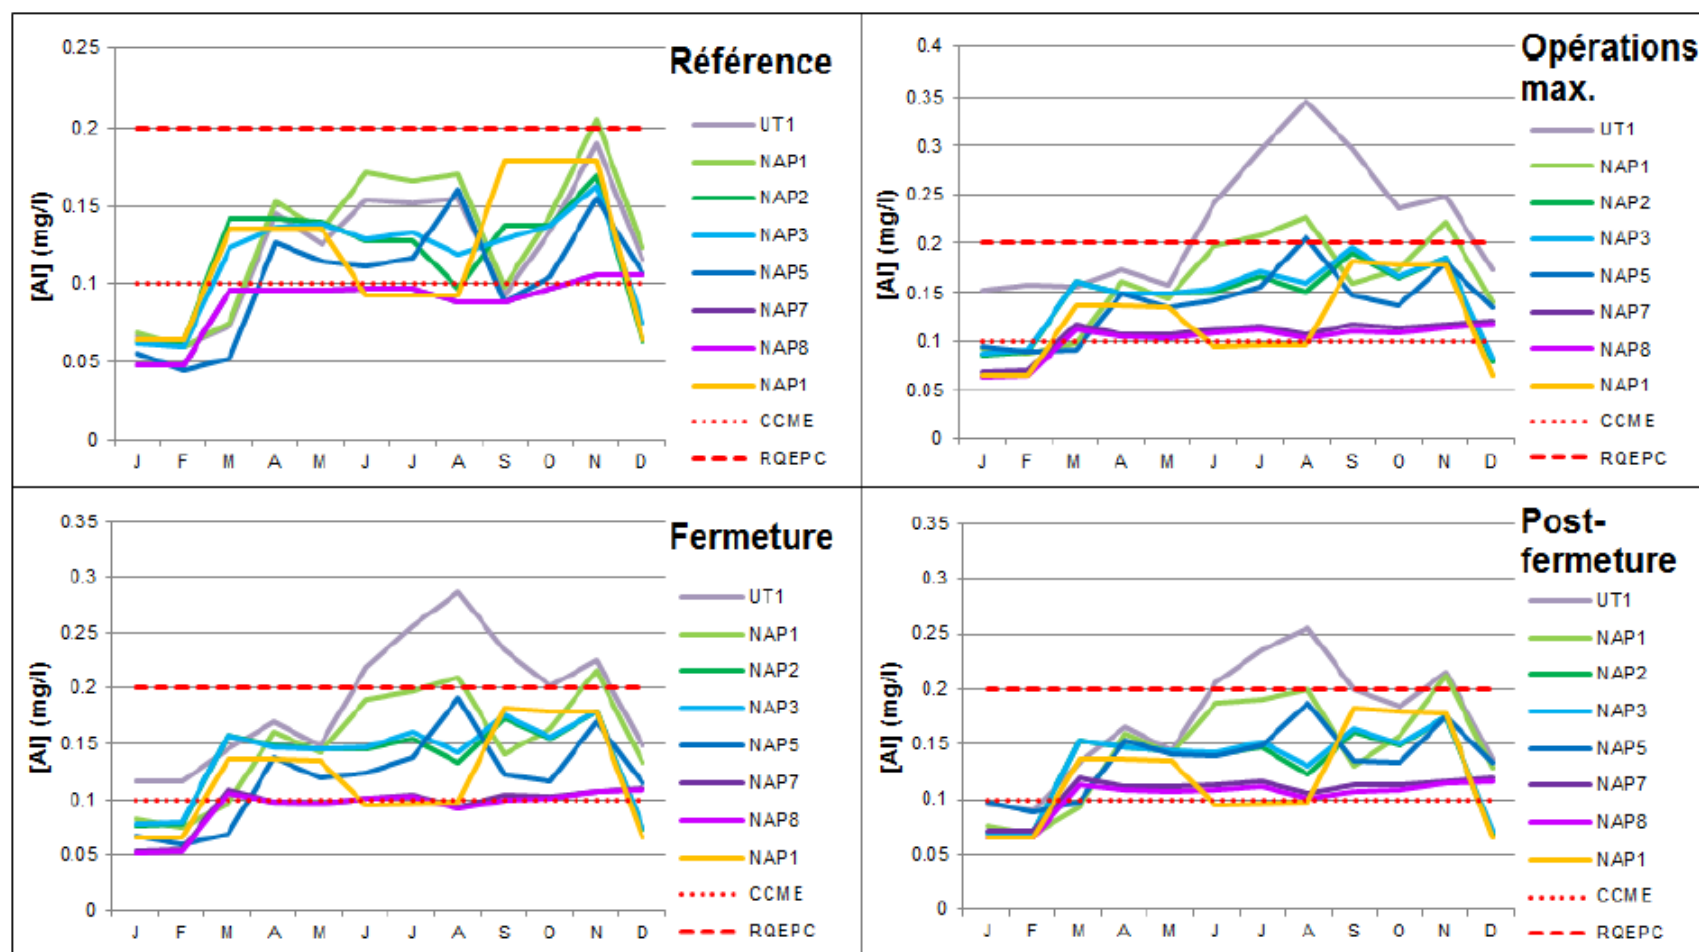 Référence
[Al] (mg/l)
0.25
0.2
0.15
0.1
0.05
0
J F M A M J J A S O N D
UT1
NAP1
NAP2
NAP3
NAP5
NAP7
NAP8
NAP1
CCME
RQEPC
Opérations
max.
[Al] (mg/l)
0.4
0.35
0.3
0.25
0.2
0.15
0.1
0.05
0
J F M A M J J A S O N D
UT1
NAP1
NAP2
NAP3
NAP5
NAP7
NAP8
NAP1
CCME
RQEPC
Fermeture
[Al] (mg/l)
0.35
0.3
0.25
0.2
0.15
0.1
0.05
0
J F M A M J J A S O N D
UT1
NAP1
NAP2
NAP3
NAP5
NAP7
NAP8
NAP1
CCME
RQEPC
Post-
fermeture
[Al] (mg/l)
0.35
0.3
0.25
0.2
0.15
0.1
0.05
0
J F M A M J J A S O N D
UT1
NAP1
NAP2
NAP3
NAP5
NAP7
NAP8
NAP1
CCME
RQEPC